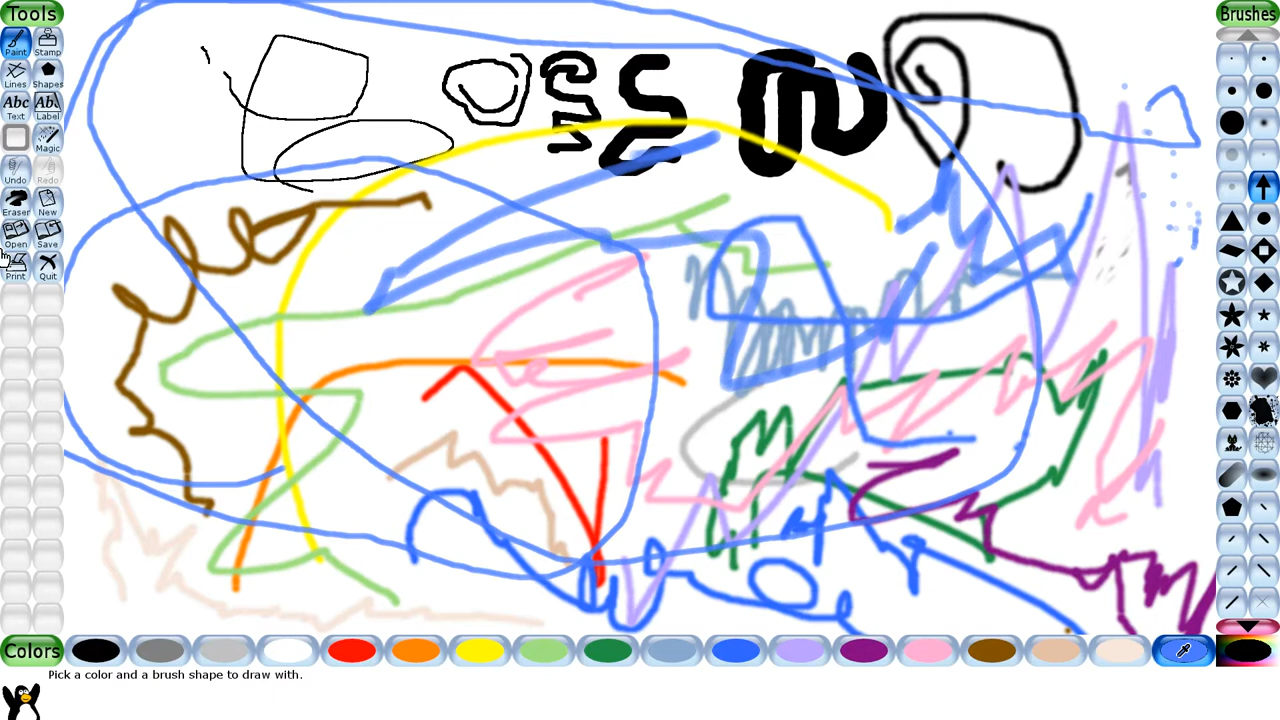 Tools
Brushes
Paint
Stamp
Lines
Shapes
Abc
Abc
Text
Label
Magic
Undo
Redo
Eraser
New
Open
Save
Print
Quit
Colors
Pick a color and a brush shape to draw with.